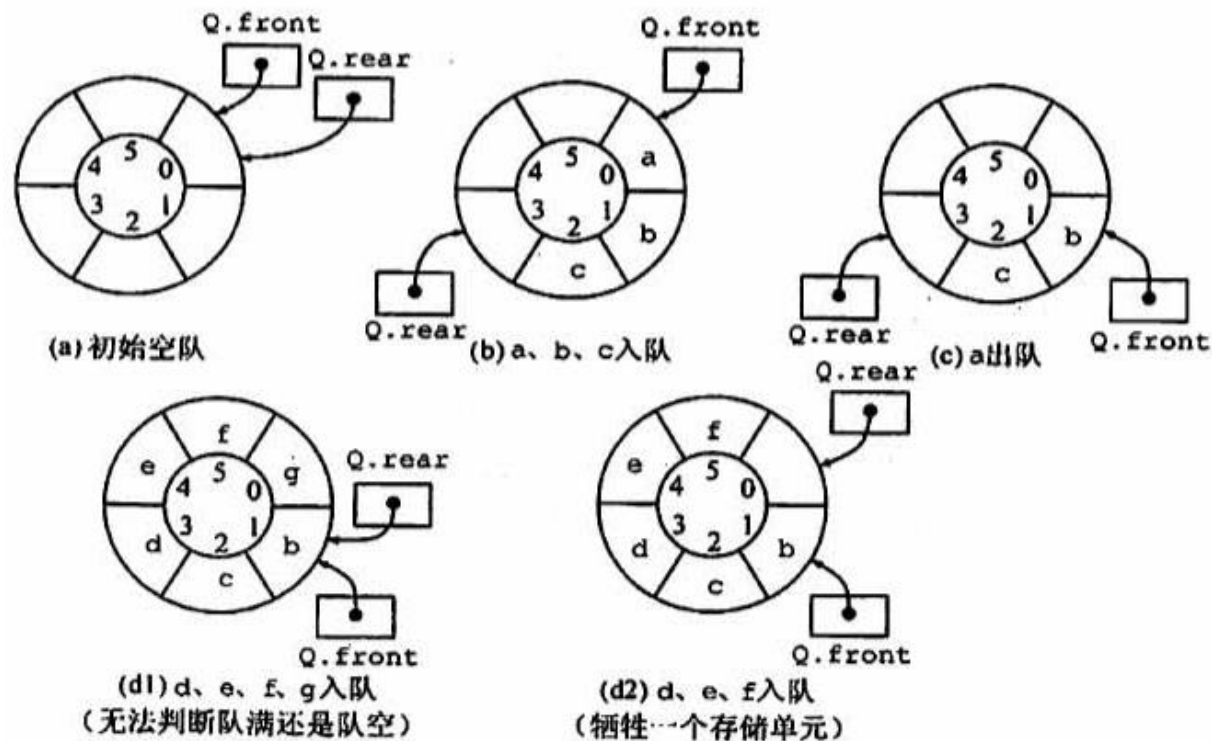 Q.front
Q.rear
5
4
0
3
1
2
(a)初始空队
Q.front
a
5
4
0
3
1
2
b
c
Q.rear
(b)a、b、c入队
5
4
0
3
1
2
b
c
Q.rear
Q.front
(c)a出队
f
e
g
5
4
0
3
1
2
d
b
c
Q.rear
Q.front
(d1)d、e、f、g入队
(无法判断队满还是队空)
Q.rear
f
e
5
4
0
3
1
2
d
b
c
Q.front
(d2)d、e、f入队
(牺牲一个存储单元)